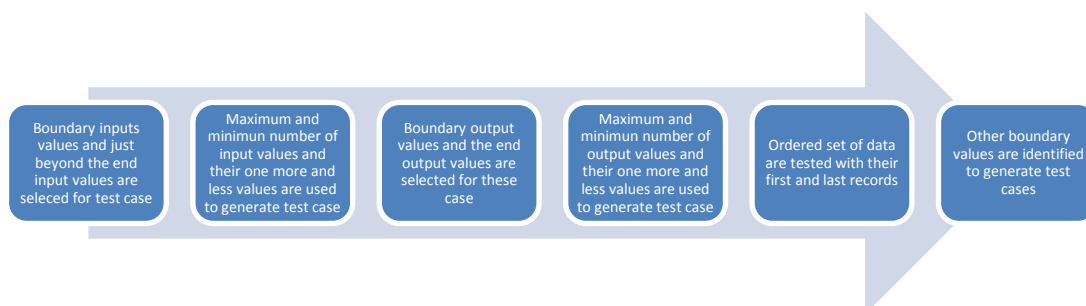 Boundary inputs
values and just
beyond the end
input values are
seleced for test case
Maximum and
minimun number of
input values and
their one more and
less values are used
to generate test case
Boundary output
values and the end
output values are
selected for these
case
Maximum and
minimun number of
output values and
their one more and
less values are used
to generate test case
Ordered set of data
are tested with their
first and last records
Other boundary
values are identified
to generate test
cases